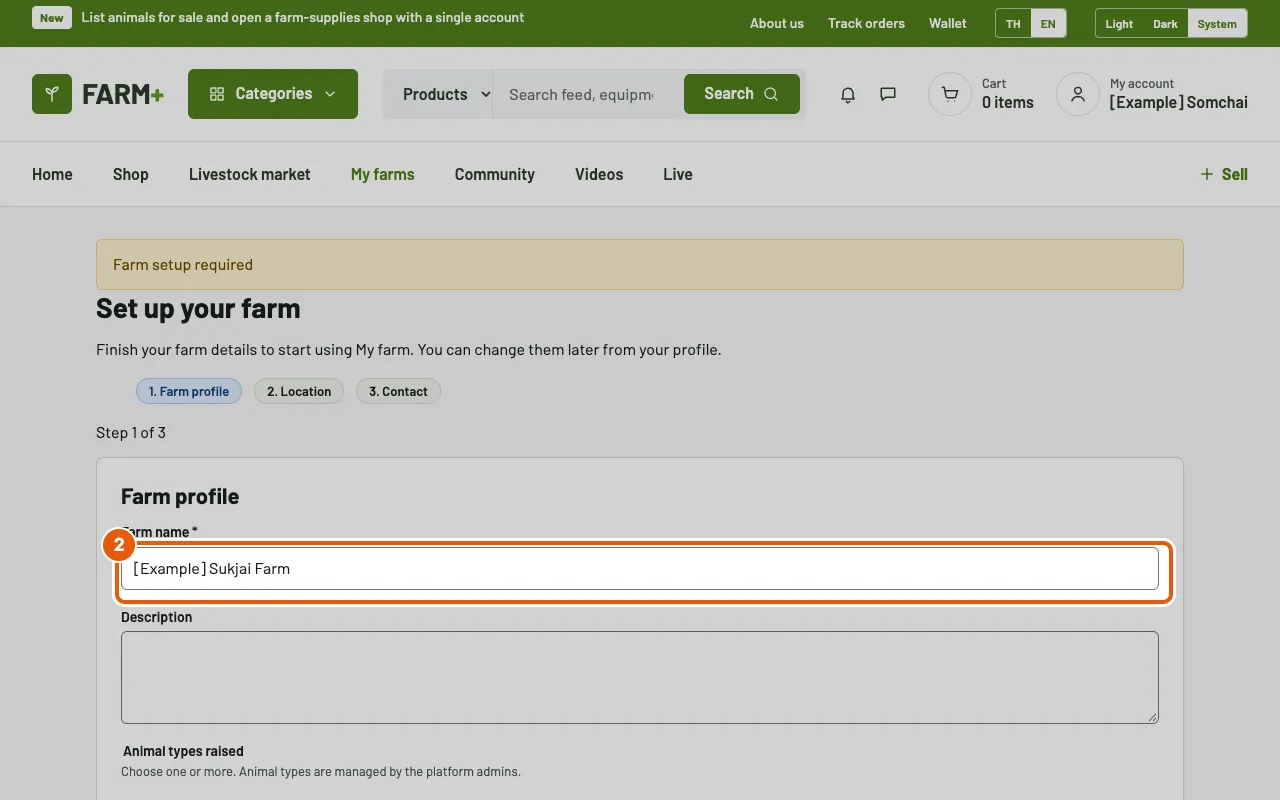 New List animals for sale and open a farm-supplies shop with a single account
About us Track orders Wallet TH EN Light Dark System
FARM+ Categories Products Search feed, equipm Search Cart 0 items My account [Example] Somchai
Home Shop Livestock market My farms Community Videos Live + Sell
Farm setup required
Set up your farm
Finish your farm details to start using My farm. You can change them later from your profile.
1. Farm profile 2. Location 3. Contact
Step 1 of 3
Farm profile
Farm name *
2
[Example] Sukjai Farm
Description
Animal types raised
Choose one or more. Animal types are managed by the platform admins.